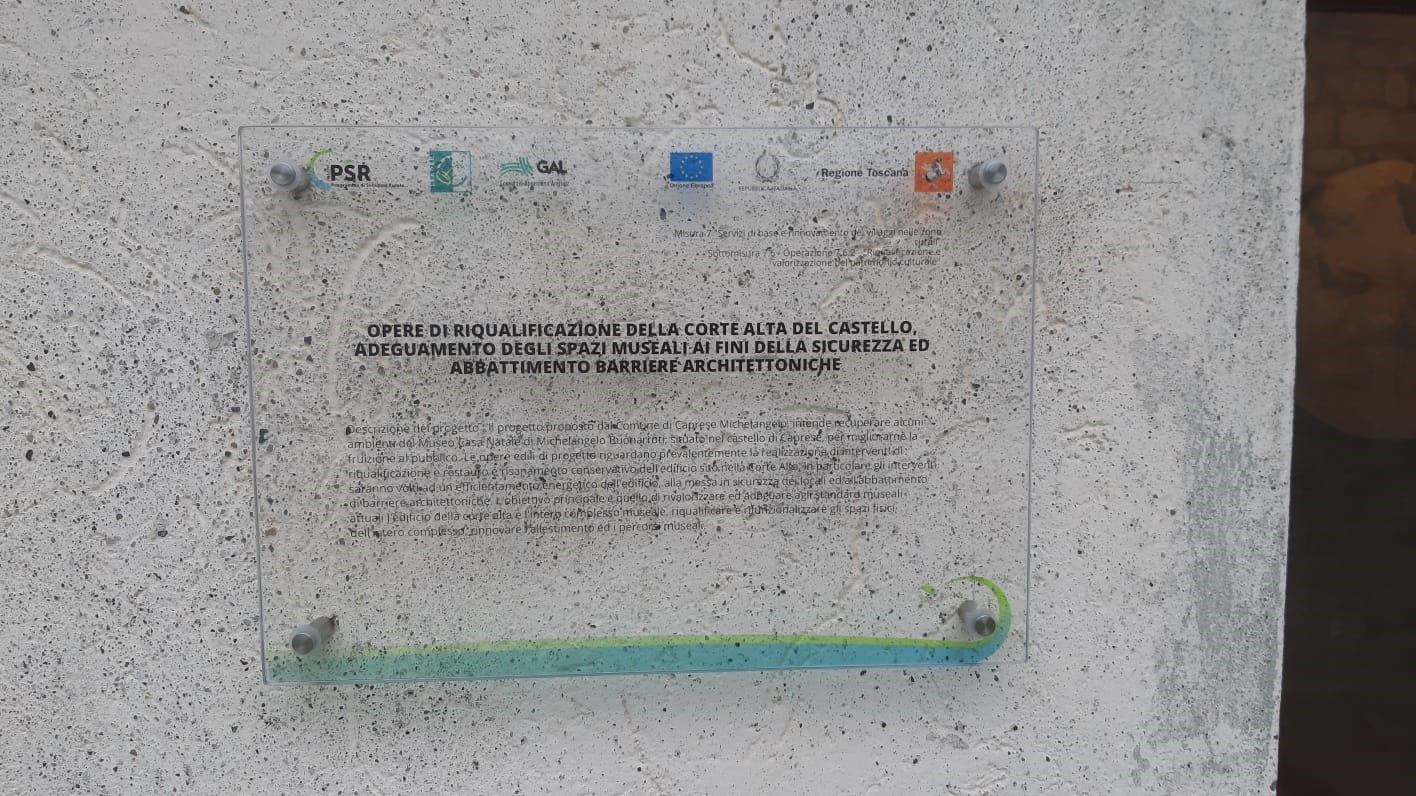 PSR
Programma di Sviluppo Rurale
GAL
Unione Europea
REPUBBLICA ITALIANA
Regione Toscana
Misura 7 "Servizi di base e rinnovamento dei villaggi nelle zone
rurali"
Sottomisura 7.6 - Operazione 7.6.2 - "Riqualificazione e
valorizzazione del patrimonio culturale"
OPERE DI RIQUALIFICAZIONE DELLA CORTE ALTA DEL CASTELLO,
ADEGUAMENTO DEGLI SPAZI MUSEALI AI FINI DELLA SICUREZZA ED
ABBATTIMENTO BARRIERE ARCHITETTONICHE
Descrizione del progetto : Il progetto proposto dal Comune di Caprese Michelangelo, intende recuperare alcuni
ambienti del Museo Casa Natale di Michelangelo Buonarroti, situato nel castello di Caprese, per migliorarne la
fruizione al pubblico. Le opere edili di progetto riguardano prevalentemente la realizzazione di interventi di
riqualificazione e restauro e risanamento conservativo dell'edificio sito nella Corte Alta, in particolare gli interventi
saranno volti ad un efficientamento energetico dell'edificio, alla messa in sicurezza dei locali ed all'abbattimento
di barriere architettoniche. L'obiettivo principale è quello di rivalorizzare ed adeguare agli standard museali
attuali l'edificio della corte alta e l'intero complesso museale, riqualificare e rifunzionalizzare gli spazi fisici
dell'intero complesso, rinnovare l'allestimento ed i percorsi museali.